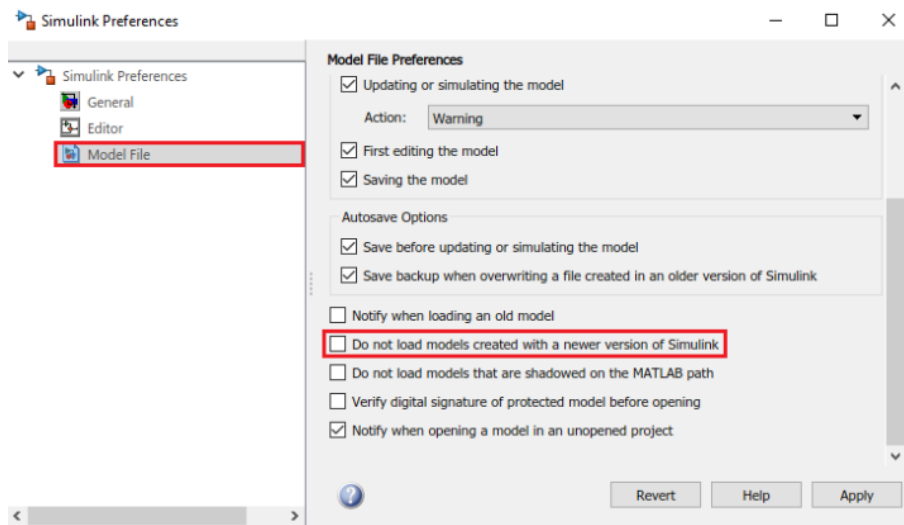 Simulink Preferences
Simulink Preferences
General
Editor
Model File
Model File Preferences
Updating or simulating the model
Action: Warning
First editing the model
Saving the model
Autosave Options
Save before updating or simulating the model
Save backup when overwriting a file created in an older version of Simulink
Notify when loading an old model
Do not load models created with a newer version of Simulink
Do not load models that are shadowed on the MATLAB path
Verify digital signature of protected model before opening
Notify when opening a model in an unopened project
? Revert Help Apply